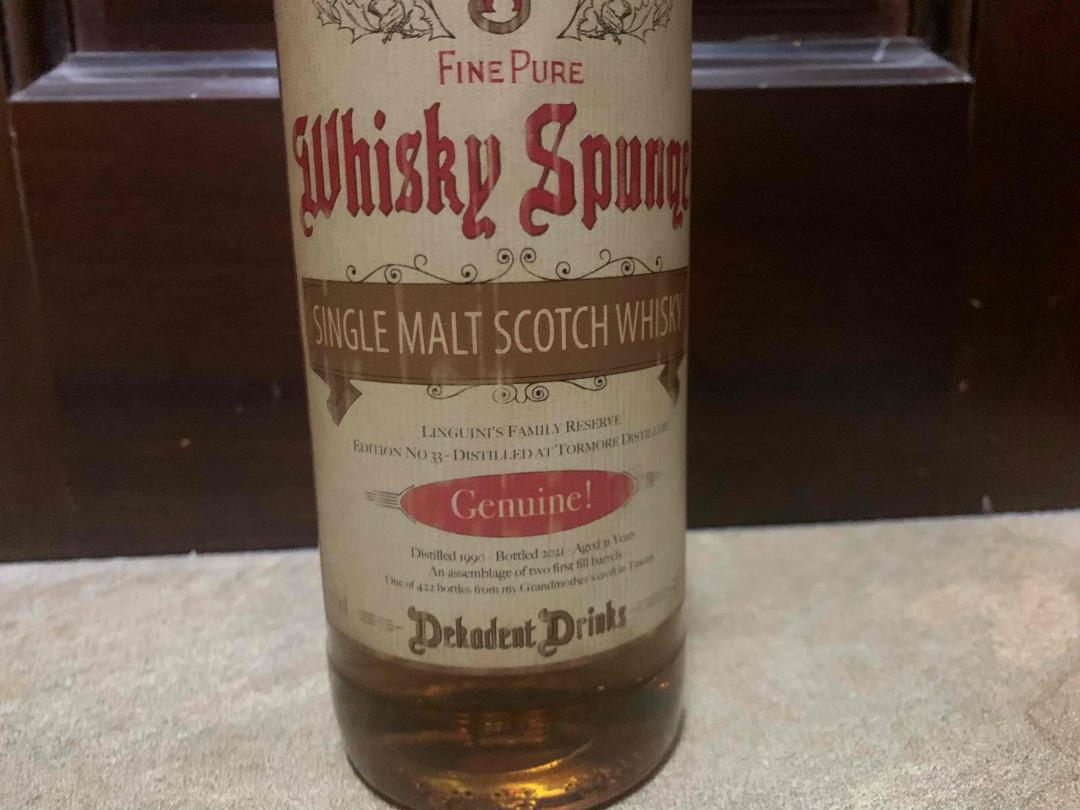 FINE PURE
Whisky Spunge
SINGLE MALT SCOTCH WHISKY
LINGUINI'S FAMILY RESERVE
EDITION NO 33 - DISTILLED AT TORMORE DISTILLERY
Genuine!
Distilled 1990 - Bottled 2021 - Aged 31 Years
An assemblage of two first fill barrels
One of 422 bottles from my Grandmother's croft in
Dekadent Drinks